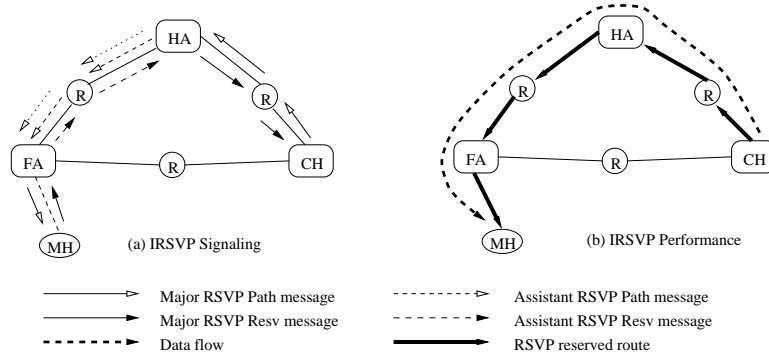 HA
HA
R
R
R
R
FA
R
CH
FA
R
CH
MH
MH
(a) IRSVP Signaling
(b) IRSVP Performance
Major RSVP Path message
Assistant RSVP Path message
Major RSVP Resv message
Assistant RSVP Resv message
Data flow
RSVP reserved route